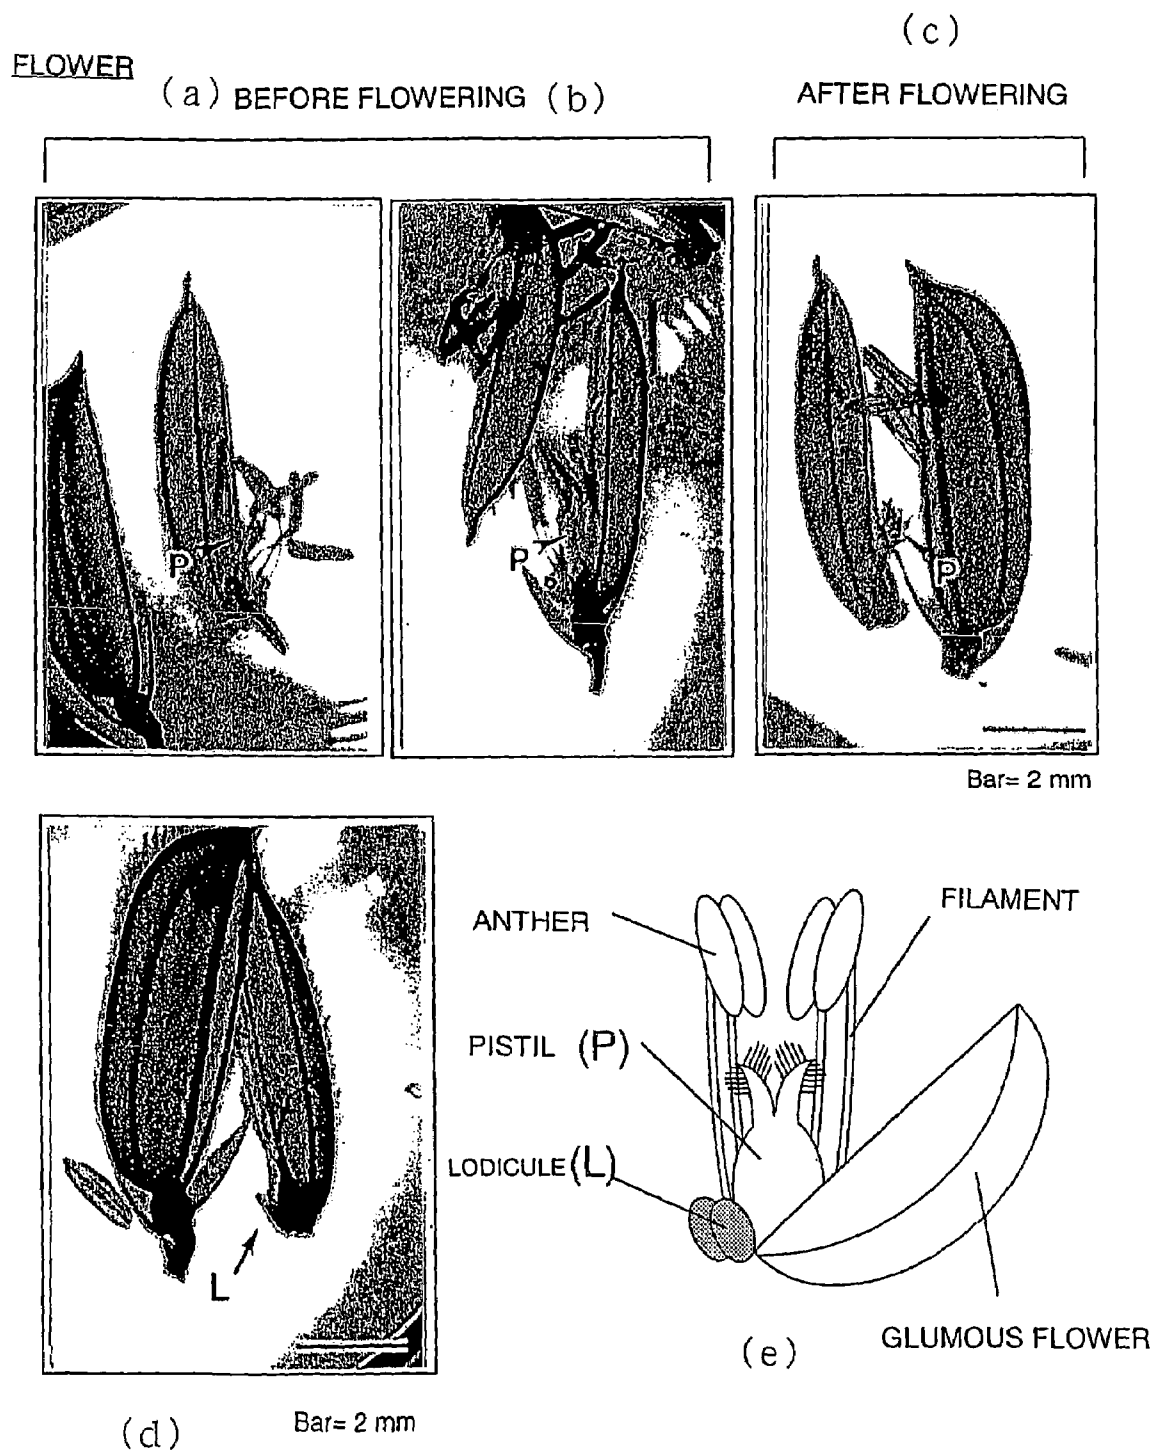 (c)
FLOWER
(a) BEFORE FLOWERING (b)
AFTER FLOWERING
P
P
P
Bar= 2 mm
ANTHER
FILAMENT
PISTIL (P)
LODICULE (L)
L
GLUMOUS FLOWER
(e)
(d)
Bar= 2 mm